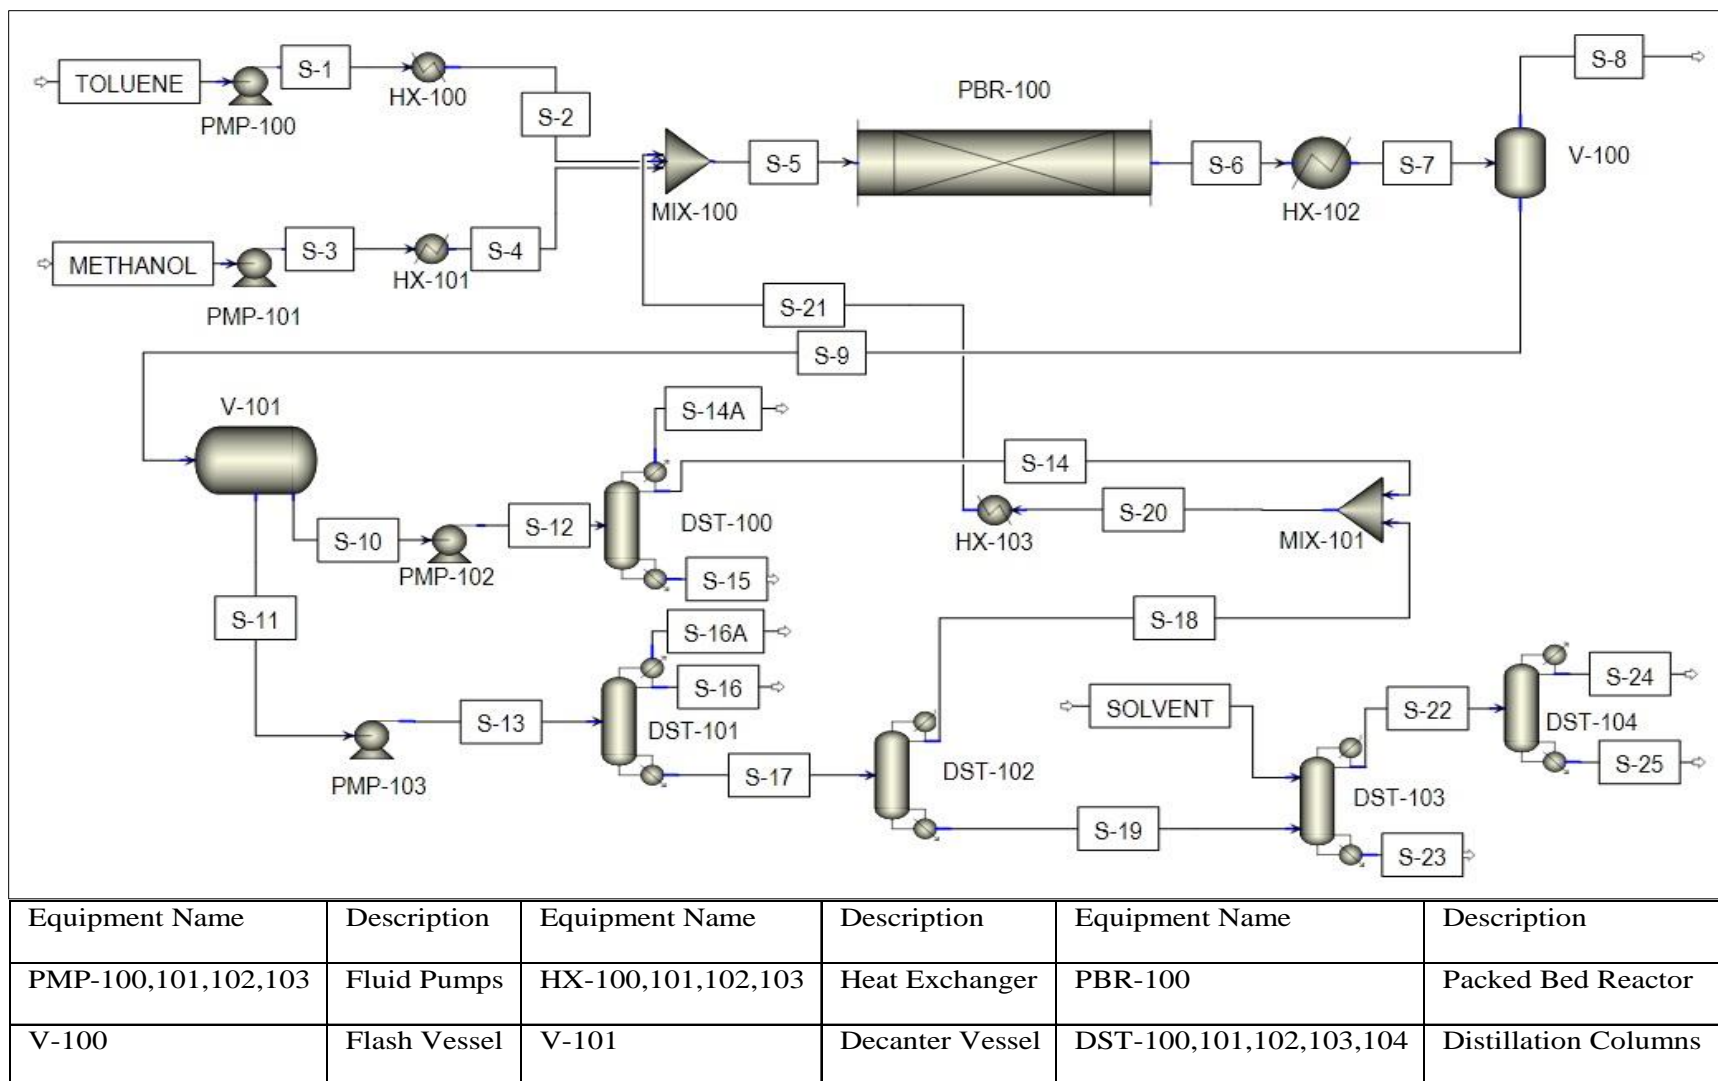 TOLUENE
S-1
PMP-100
HX-100
S-2
METHANOL
S-3
PMP-101
HX-101
S-4
MIX-100
S-5
PBR-100
S-6
HX-102
S-7
V-100
S-8
S-21
S-9
V-101
S-10
S-11
PMP-102
S-12
S-14A
DST-100
S-14
S-15
HX-103
S-20
MIX-101
S-16A
S-16
PMP-103
S-13
DST-101
S-17
S-18
DST-102
S-19
SOLVENT
DST-103
S-22
S-23
DST-104
S-24
S-25
Equipment Name Description Equipment Name Description Equipment Name Description
PMP-100,101,102,103 Fluid Pumps HX-100,101,102,103 Heat Exchanger PBR-100 Packed Bed Reactor
V-100 Flash Vessel V-101 Decanter Vessel DST-100,101,102,103,104 Distillation Columns